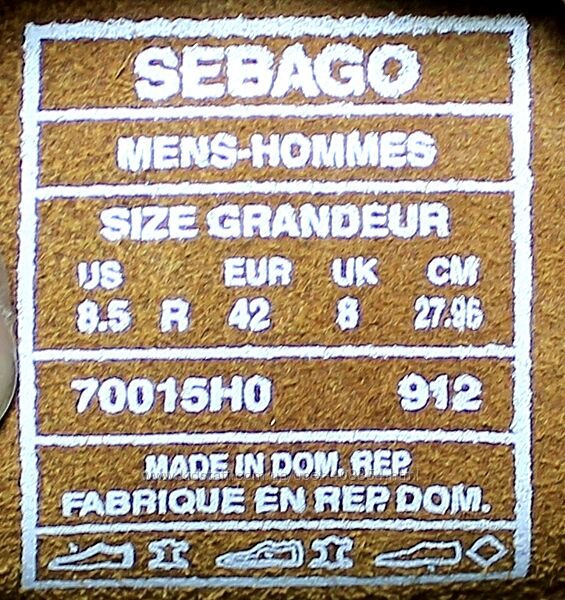 SEBAGO
MENS-HOMMES
SIZE GRANDEUR
US EUR UK CM
8.5 R 42 8 27.96
70015H0 912
MADE IN DOM. REP.
FABRIQUE EN REP. DOM.